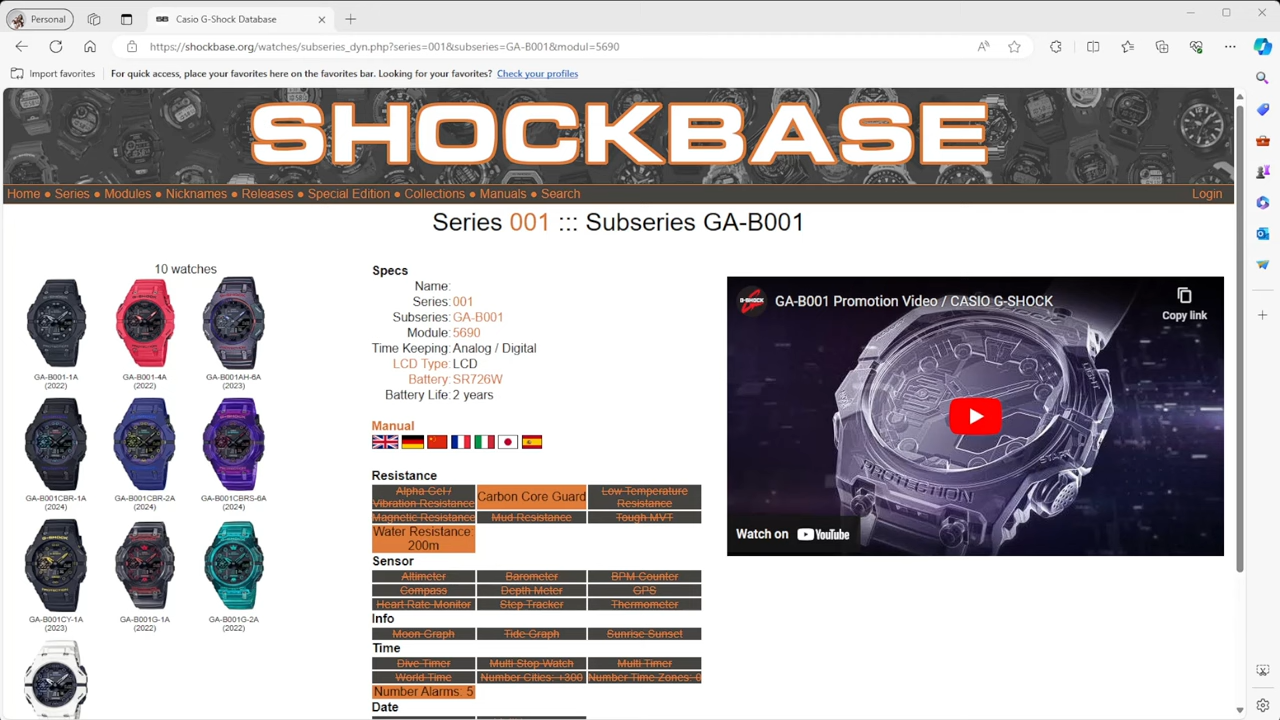 Personal
Casio G-Shock Database
https://shockbase.org/watches/subseries_dyn.php?series=001&subseries=GA-B001&modul=5690
Import favorites
For quick access, place your favorites here on the favorites bar. Looking for your favorites? Check your profiles
SHOCKBASE
Home ● Series ● Modules ● Nicknames ● Releases ● Special Edition ● Collections ● Manuals ● Search
Login
Series 001 ::: Subseries GA-B001
10 watches
GA-B001-1A
(2022)
GA-B001-4A
(2022)
GA-B001AH-6A
(2023)
GA-B001CBR-1A
(2024)
GA-B001CBR-2A
(2024)
GA-B001CBRS-6A
(2024)
GA-B001CY-1A
(2023)
GA-B001G-1A
(2022)
GA-B001G-2A
(2022)
Specs
Name:
Series: 001
Subseries: GA-B001
Module: 5690
Time Keeping: Analog / Digital
LCD Type: LCD
Battery: SR726W
Battery Life: 2 years
Manual
Resistance
Alpha Gel /
Vibration Resistance
Carbon Core Guard
Low Temperature
Resistance
Magnetic Resistance
Mud Resistance
Tough MVT
Water Resistance:
200m
Sensor
Altimeter
Barometer
BPM Counter
Compass
Depth Meter
GPS
Heart Rate Monitor
Step Tracker
Thermometer
Info
Moon Graph
Tide Graph
Sunrise Sunset
Time
Dive Timer
Multi Stop Watch
Multi Timer
World Time
Number Cities: +300
Number Time Zones: 0
Number Alarms: 5
Date
G-SHOCK
GA-B001 Promotion Video / CASIO G-SHOCK
Copy link
PROTECTION
Watch on YouTube